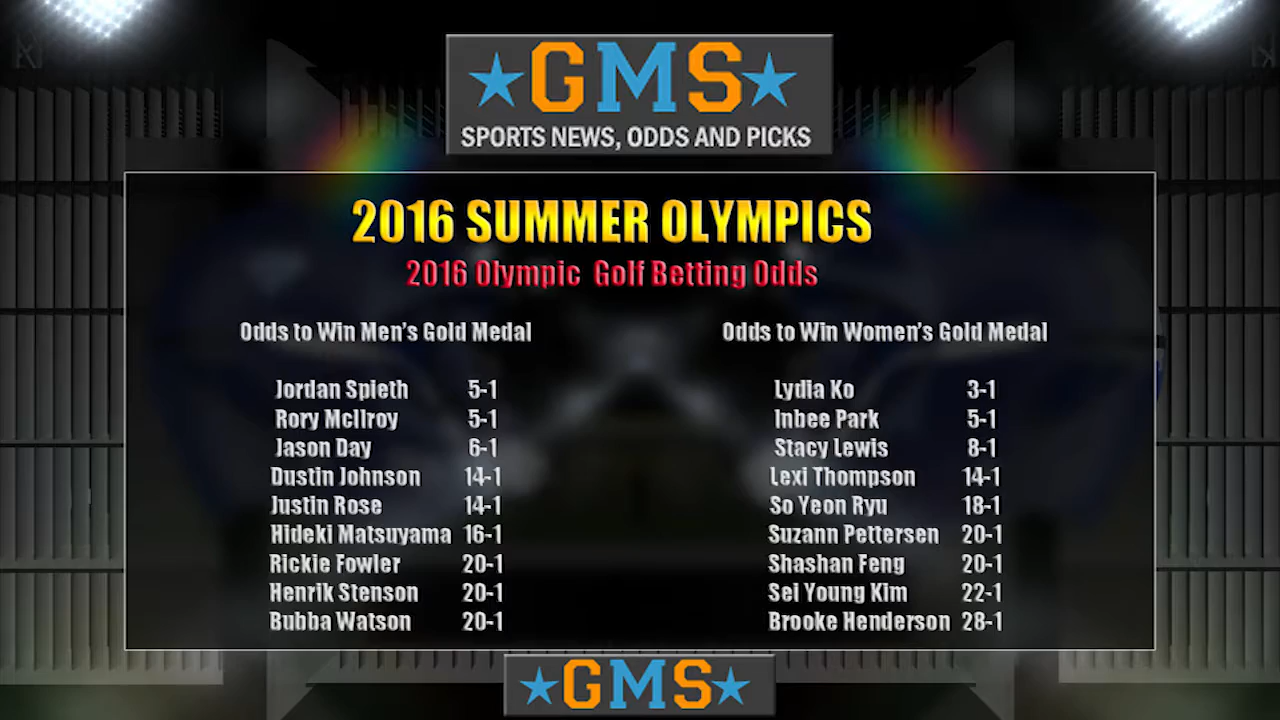 GMS
SPORTS NEWS, ODDS AND PICKS
2016 SUMMER OLYMPICS
2016 Olympic Golf Betting Odds
Odds to Win Men's Gold Medal
Jordan Spieth 5-1
Rory McIlroy 5-1
Jason Day 6-1
Dustin Johnson 14-1
Justin Rose 14-1
Hideki Matsuyama 16-1
Rickie Fowler 20-1
Henrik Stenson 20-1
Bubba Watson 20-1
Odds to Win Women's Gold Medal
Lydia Ko 3-1
Inbee Park 5-1
Stacy Lewis 8-1
Lexi Thompson 14-1
So Yeon Ryu 18-1
Suzann Pettersen 20-1
Shashan Feng 20-1
Sei Young Kim 22-1
Brooke Henderson 28-1
GMS